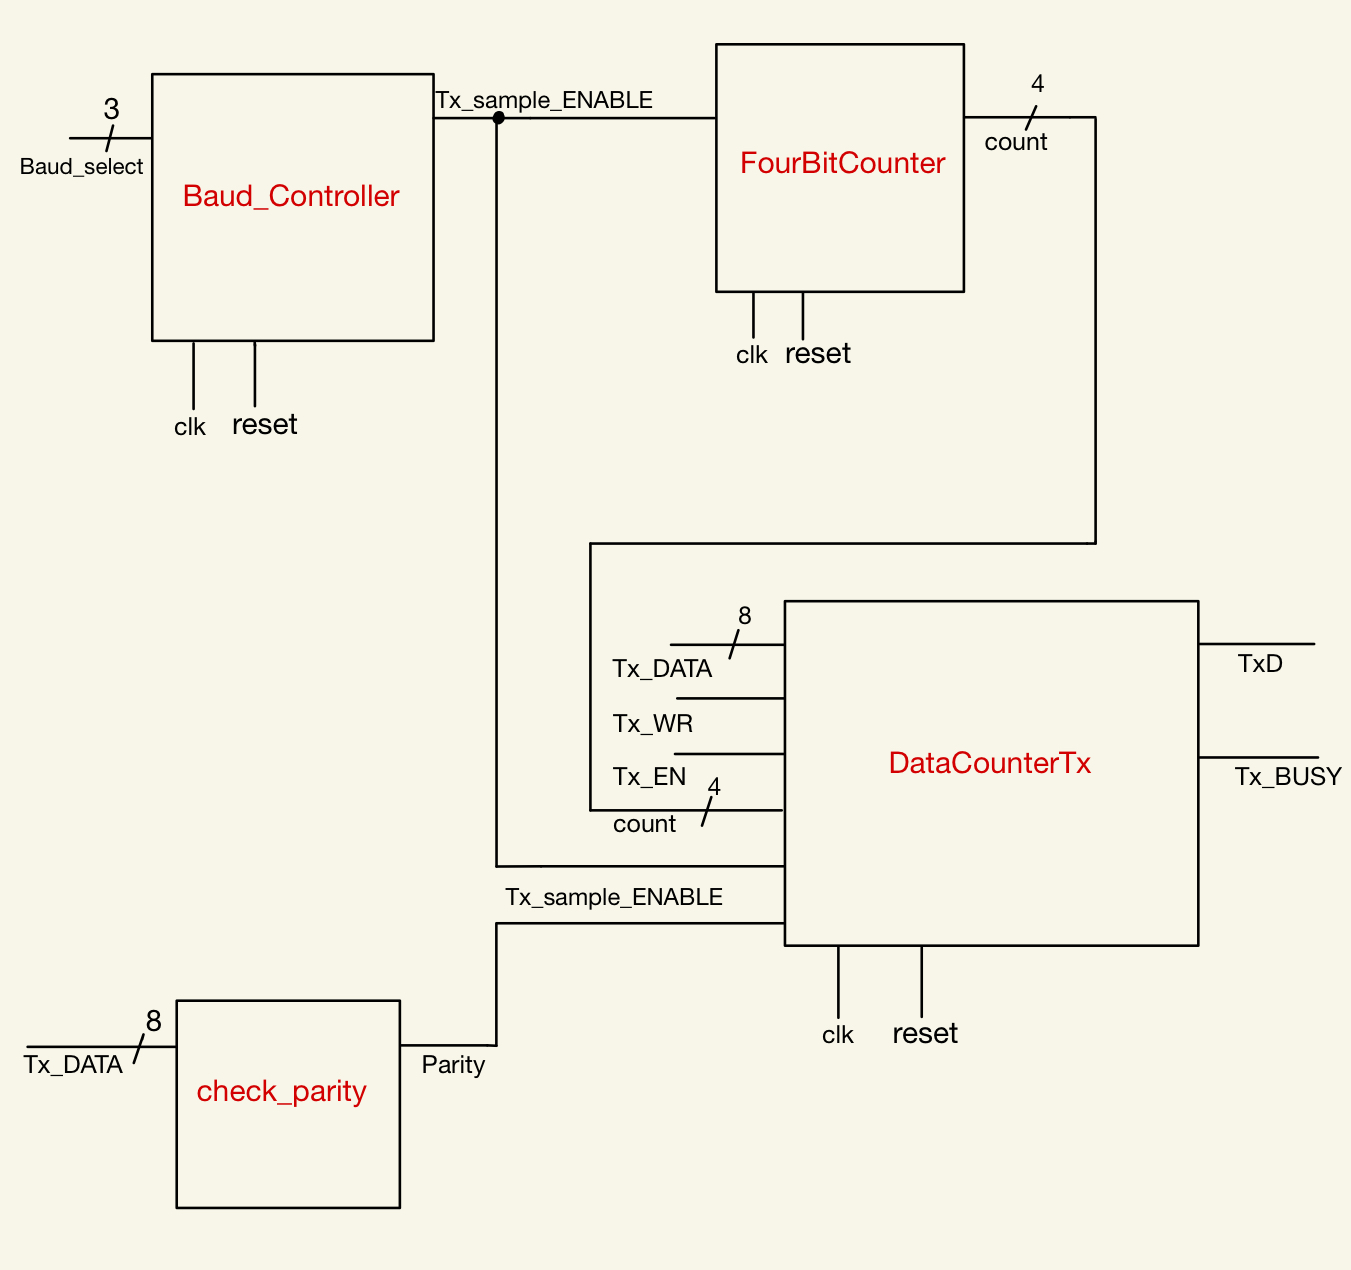 3
Baud_select
Baud_Controller
clk
reset
Tx_sample_ENABLE
FourBitCounter
clk
reset
4
count
8
Tx_DATA
Tx_WR
Tx_EN
4
count
Tx_sample_ENABLE
DataCounterTx
TxD
Tx_BUSY
clk
reset
8
Tx_DATA
check_parity
Parity